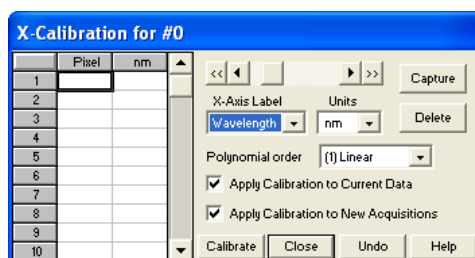 X-Calibration for #0
Pixel nm
1
2
3
4
5
6
7
8
9
10
<< >>
Capture
X-Axis Label Units
Wavelength nm
Delete
Polynomial order (1) Linear
Apply Calibration to Current Data
Apply Calibration to New Acquisitions
Calibrate Close Undo Help